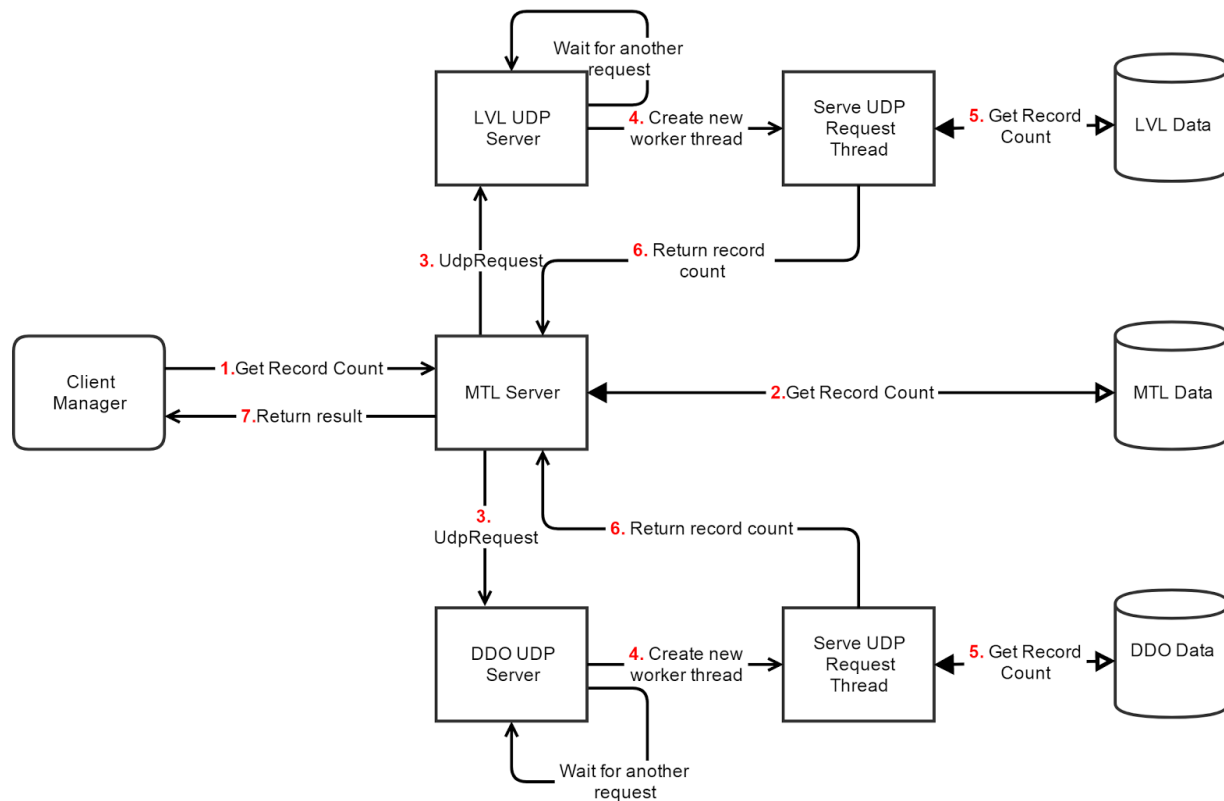 Wait for another
request
LVL UDP
Server
4. Create new
worker thread
Serve UDP
Request
Thread
5. Get Record
Count
LVL Data
3. UdpRequest
6. Return record
count
Client
Manager
1.Get Record Count
7.Return result
MTL Server
2.Get Record Count
MTL Data
3.
UdpRequest
6. Return record count
DDO UDP
Server
4. Create new
worker thread
Serve UDP
Request
Thread
5. Get Record
Count
DDO Data
Wait for another
request